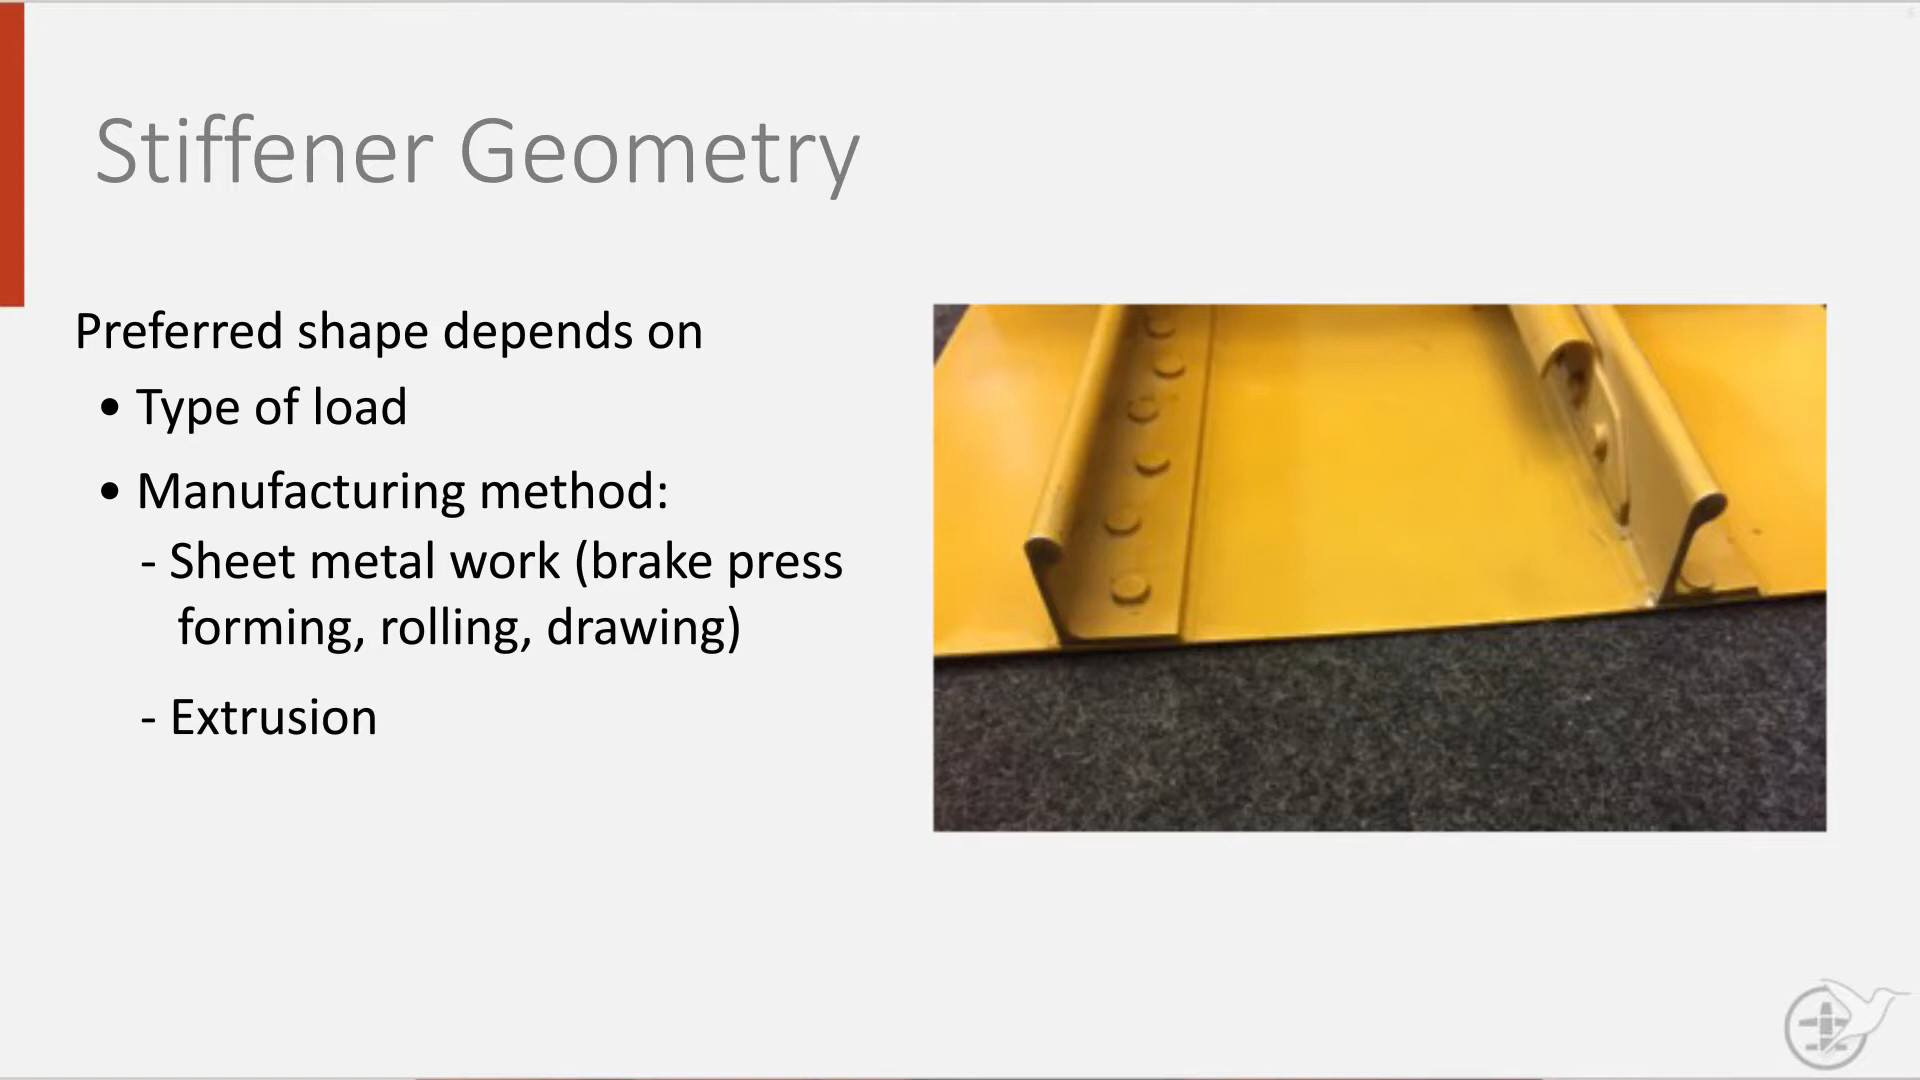 Stiffener Geometry
Preferred shape depends on
• Type of load
• Manufacturing method:
- Sheet metal work (brake press
forming, rolling, drawing)
- Extrusion